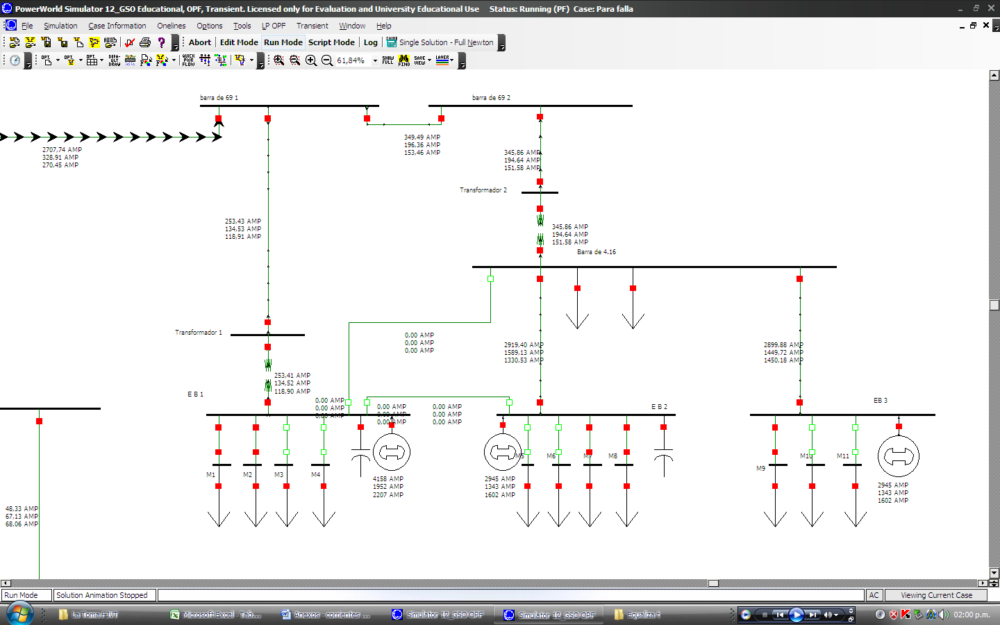 PowerWorld Simulator 12_GSO Educational, OPF, Transient. Licensed only for Evaluation and University Educational Use Status: Running (PF) Case: Para falla
File Simulation Case Information Onelines Options Tools LP OPF Transient Window Help
Abort Edit Mode Run Mode Script Mode Log Single Solution - Full Newton
61,84%
barra de 69 1
barra de 69 2
2707,74 AMP
328,91 AMP
270,45 AMP
349,49 AMP
196,36 AMP
153,46 AMP
345,86 AMP
194,64 AMP
151,58 AMP
Transformador 2
253,43 AMP
134,53 AMP
118,91 AMP
345,86 AMP
194,64 AMP
151,58 AMP
Barra de 4.16
Transformador 1
0,00 AMP
0,00 AMP
0,00 AMP
2919,40 AMP
1589,13 AMP
1330,53 AMP
2899,88 AMP
1449,72 AMP
1450,18 AMP
253,41 AMP
134,52 AMP
118,90 AMP
E B 1
0,00 AMP
0,00 AMP
0,00 AMP
0,00 AMP
0,00 AMP
0,00 AMP
0,00 AMP
0,00 AMP
0,00 AMP
E B 2
EB 3
M1
M2
M3
M4
M5
M6
M7
M8
M9
M10
M11
4158 AMP
1952 AMP
2207 AMP
2945 AMP
1343 AMP
1602 AMP
2945 AMP
1343 AMP
1602 AMP
48,33 AMP
67,13 AMP
68,06 AMP
Run Mode Solution Animation Stopped AC Viewing Current Case
La Toma FJVT Microsoft Excel - Tab... Anexos - corrientes ... Simulator 12_GSO OPF Simulator 12_GSO OPF Equaliza t 02:00 p.m.